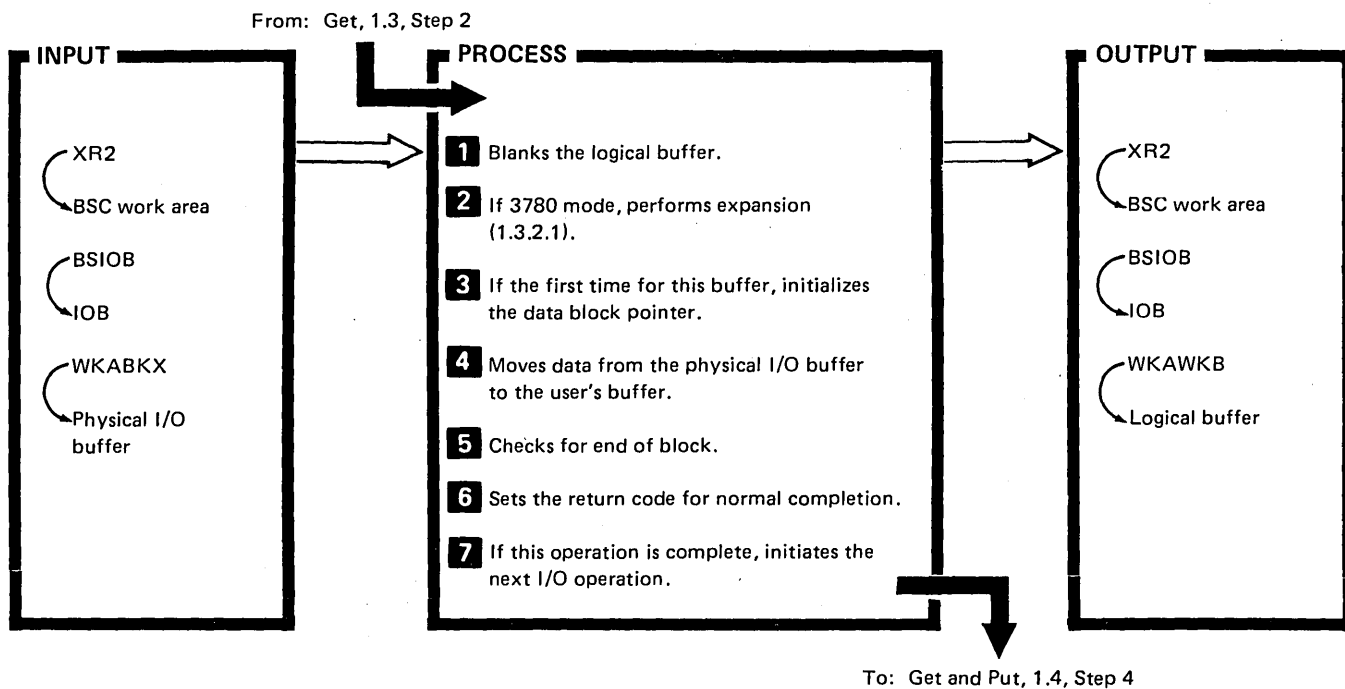 From: Get, 1.3, Step 2
INPUT
XR2
BSC work area
BSIOB
IOB
WKABKX
Physical I/O
buffer
PROCESS
1 Blanks the logical buffer.
2 If 3780 mode, performs expansion
(1.3.2.1).
3 If the first time for this buffer, initializes
the data block pointer.
4 Moves data from the physical I/O buffer
to the user's buffer.
5 Checks for end of block.
6 Sets the return code for normal completion.
7 If this operation is complete, initiates the
next I/O operation.
OUTPUT
XR2
BSC work area
BSIOB
IOB
WKAWKB
Logical buffer
To: Get and Put, 1.4, Step 4